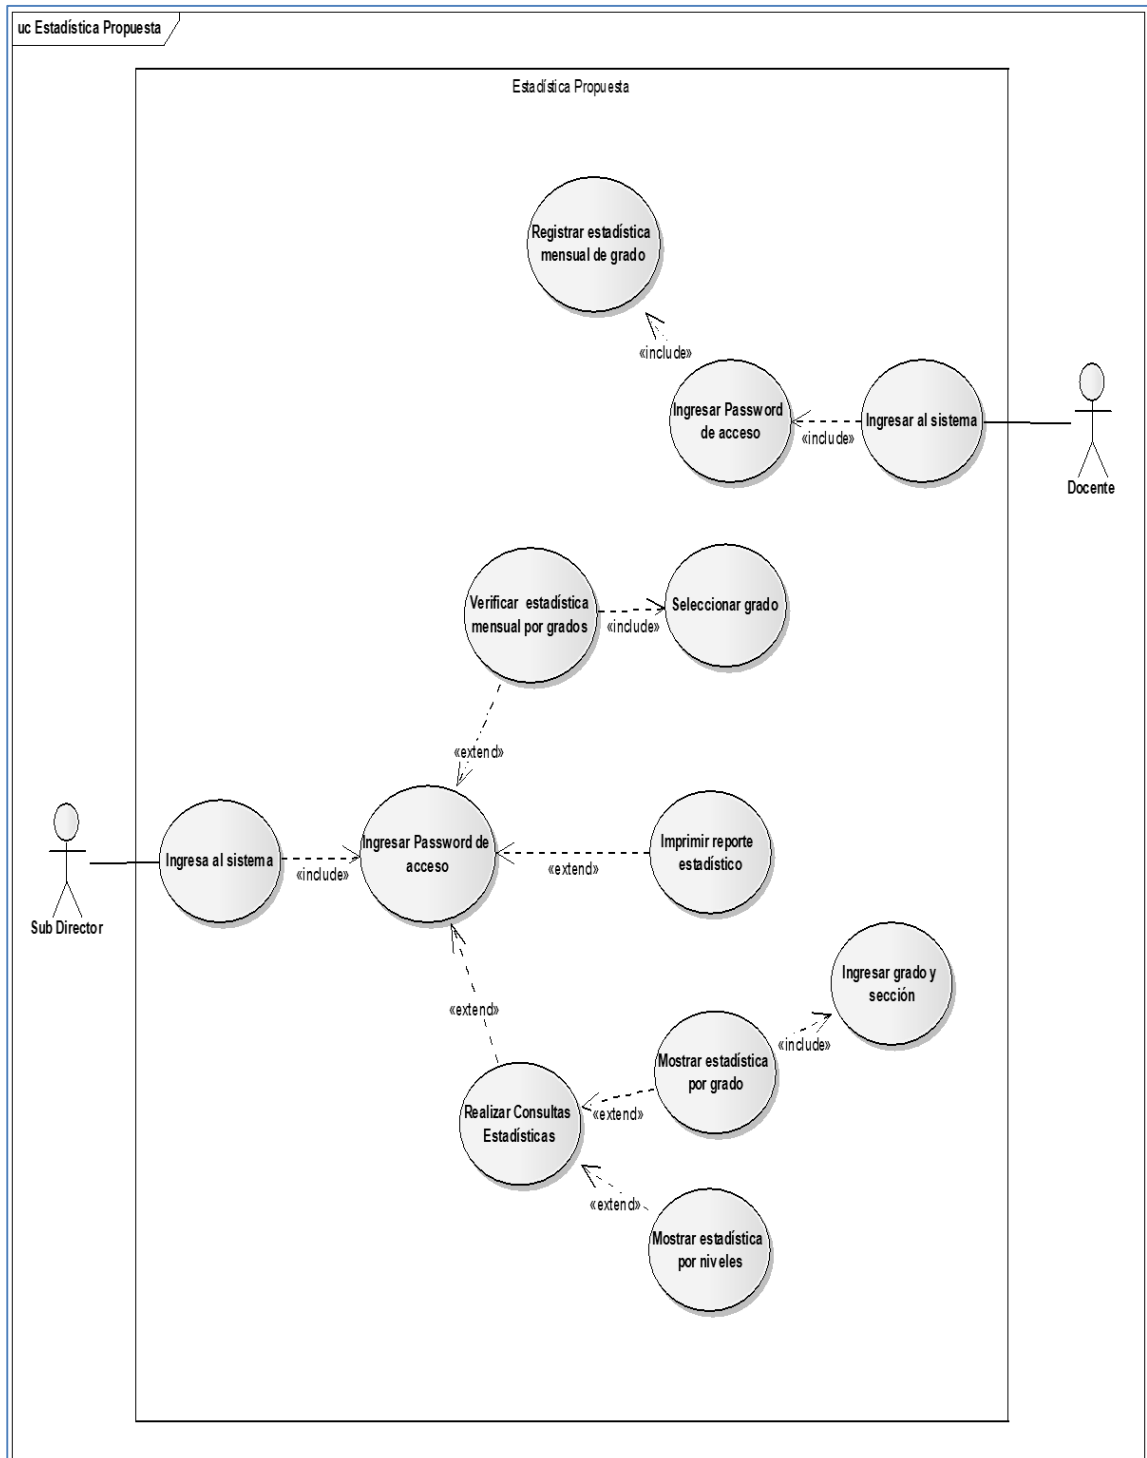 uc Estadística Propuesta
Estadística Propuesta
Registrar estadística
mensual de grado
«include»
Ingresar Password
de acceso
«include»
Ingresar al sistema
Docente
Verificar estadística
mensual por grados
«include»
Seleccionar grado
«extend»
Ingresa al sistema
«include»
Ingresar Password de
acceso
«extend»
Imprimir reporte
estadístico
Sub Director
Ingresar grado y
sección
«extend»
«include»
Mostrar estadística
por grado
«extend»
Realizar Consultas
Estadísticas
«extend»
Mostrar estadística
por niveles